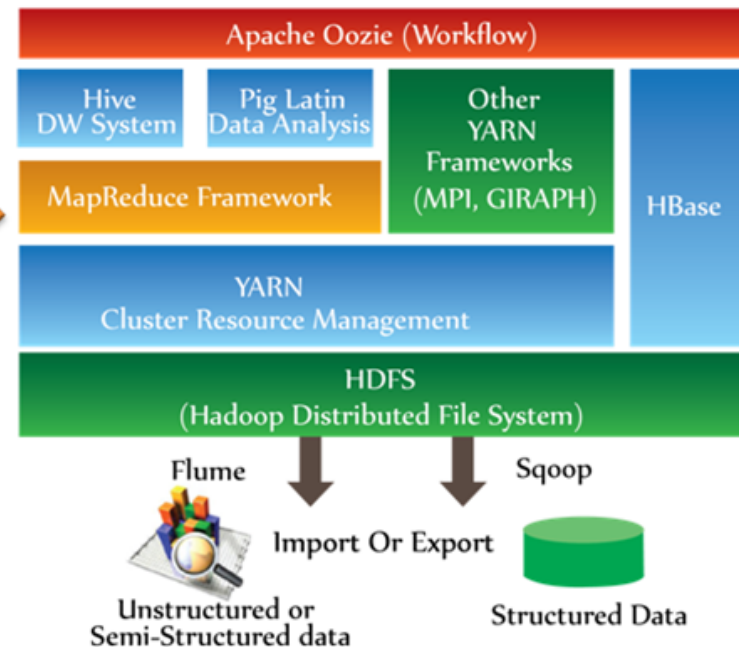 Apache Oozie (Workflow)
Hive
DW System
Pig Latin
Data Analysis
Other
YARN
Frameworks
(MPI, GIRAPH)
HBase
MapReduce Framework
YARN
Cluster Resource Management
HDFS
(Hadoop Distributed File System)
Flume
Sqoop
Import Or Export
Unstructured or
Semi-Structured data
Structured Data